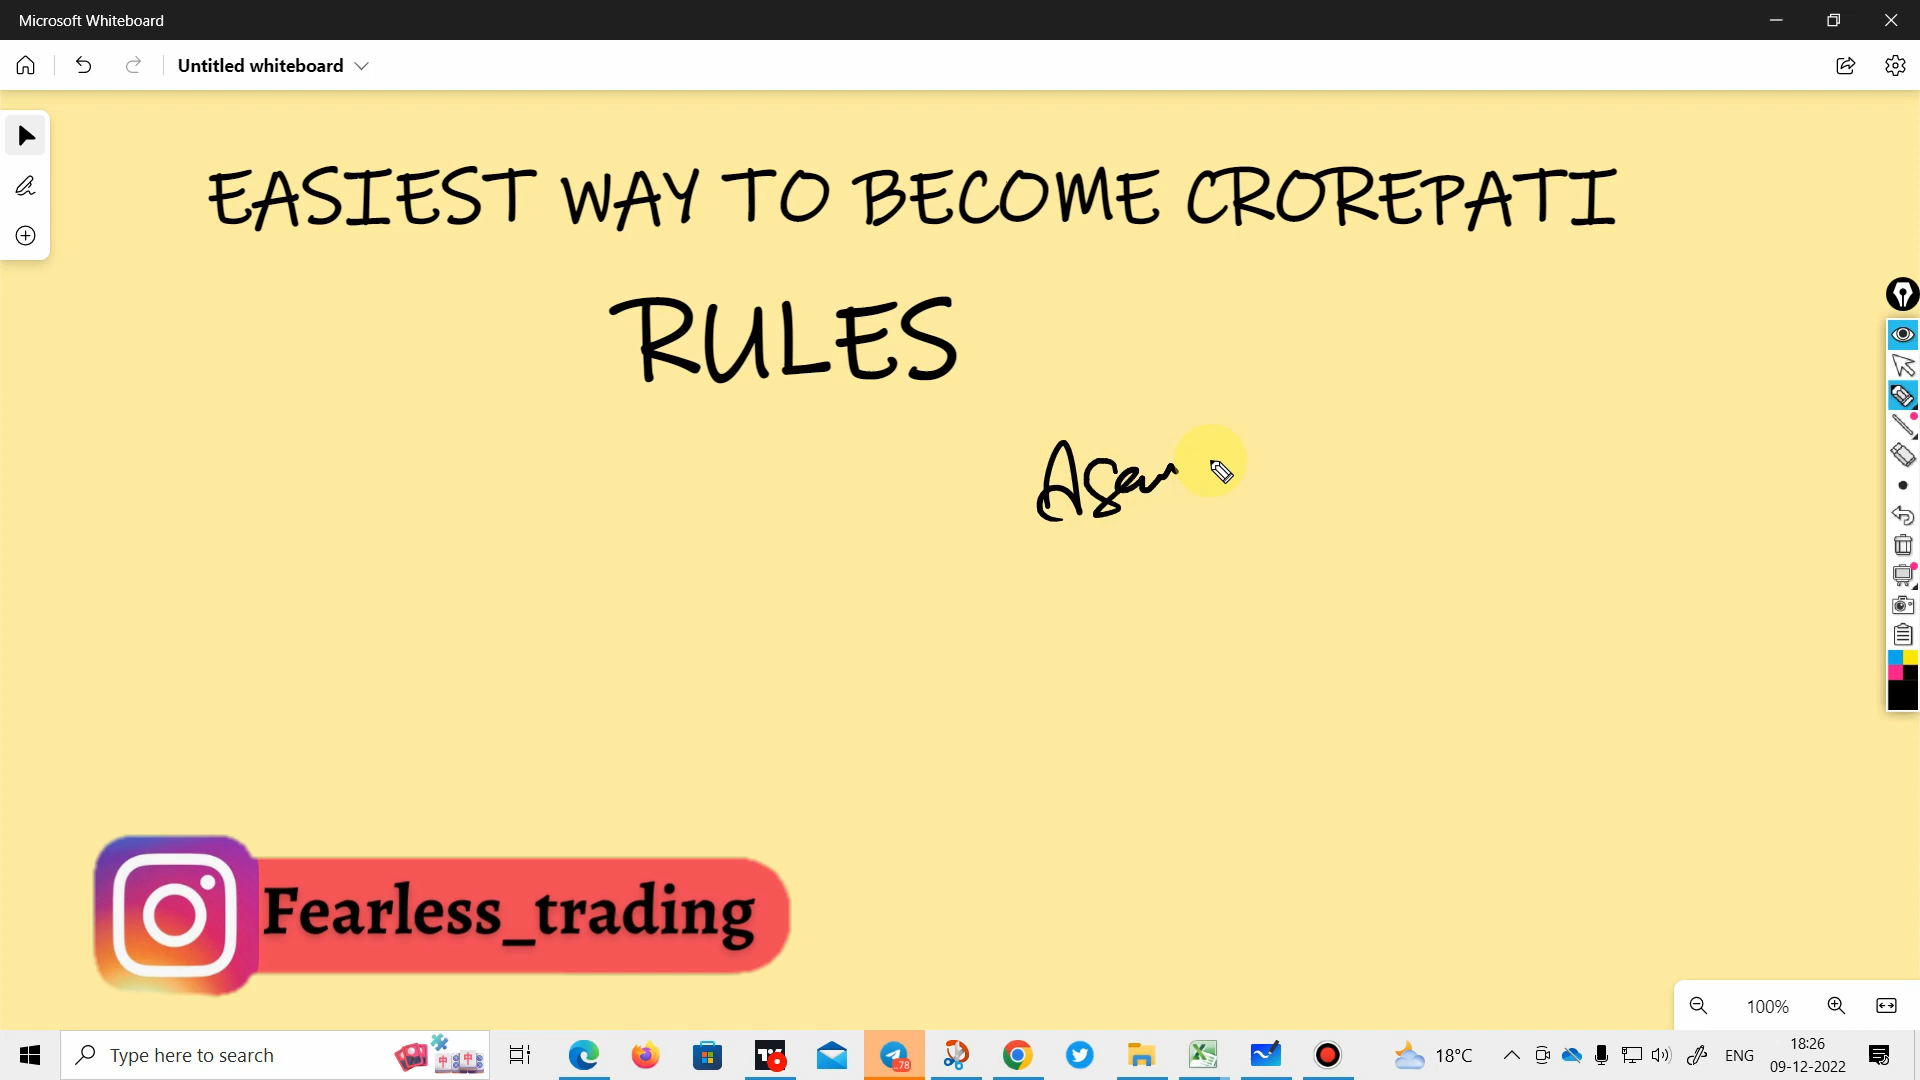 Microsoft Whiteboard
Untitled whiteboard
EASIEST WAY TO BECOME CROREPATI
RULES
Fearless_trading
100%
Type here to search
..78
18°C
ENG
18:26
09-12-2022